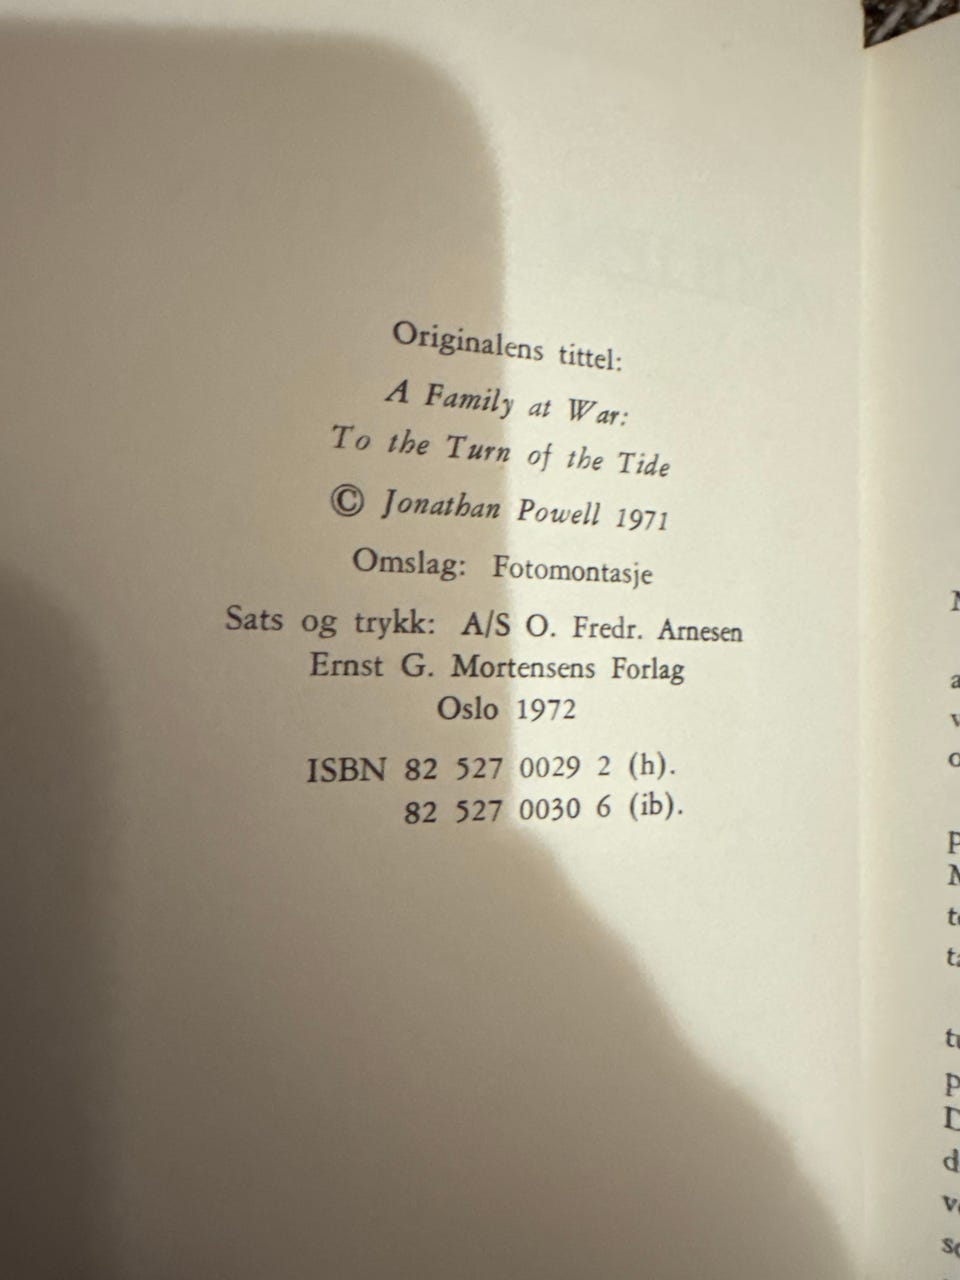 Originalens tittel:
A Family at War:
To the Turn of the Tide
© Jonathan Powell 1971
Omslag: Fotomontasje
Sats og trykk: A/S O. Fredr. Arnesen
Ernst G. Mortensens Forlag
Oslo 1972
ISBN 82 527 0029 2 (h).
82 527 0030 6 (ib).